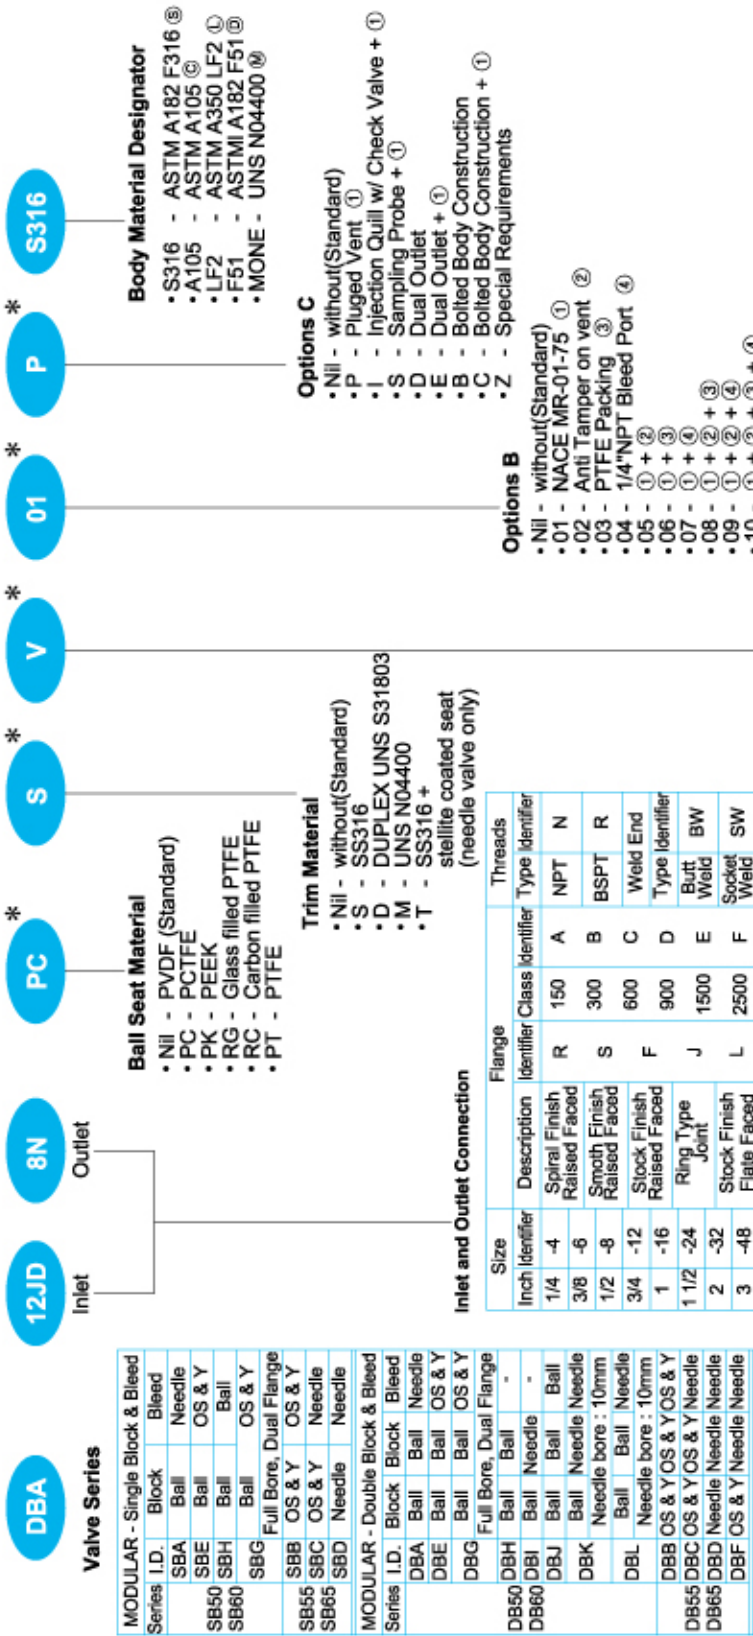 DBA 12JD 8N PC * S * V * 01 * P * S316
Inlet Outlet
Valve Series
MODULAR - Single Block & Bleed
Series I.D. Block Bleed
SB50 SB60
SBA Ball Needle
SBE Ball OS & Y
SBH Ball Ball
SBG Ball OS & Y
Full Bore, Dual Flange
SB55 SB65
SBB OS & Y OS & Y
SBC OS & Y Needle
SBD Needle Needle
MODULAR - Double Block & Bleed
Series I.D. Block Block Bleed
DB50 DB60
DBA Ball Ball Needle
DBE Ball Ball OS & Y
DBG Ball Ball OS & Y
Full Bore, Dual Flange
DBH Ball Ball -
DBI Ball Needle -
DBJ Ball Ball Ball
DBK Ball Needle Needle
Needle bore : 10mm
DBL Ball Ball Needle
Needle bore : 10mm
DB55 DB65
DBB OS & Y OS & Y OS & Y
DBC OS & Y OS & Y Needle
DBD Needle Needle Needle
DBF OS & Y Needle Needle
Inlet and Outlet Connection
Size Flange Threads
Inch Identifier Description Identifier Class Identifier Type Identifier
1/4 -4
3/8 -6
1/2 -8
3/4 -12
1 -16
1 1/2 -24
2 -32
3 -48
Spiral Finish
Raised Faced R
Smoth Finish
Raised Faced S
Stock Finish
Raised Faced F
Ring Type
Joint J
Stock Finish
Flate Faced L
150 A
300 B
600 C
900 D
1500 E
2500 F
NPT N
BSPT R
Weld End
Type Identifier
Butt
Weld BW
Socket
Weld SW
Ball Seat Material
• Nil - PVDF (Standard)
• PC - PCTFE
• PK - PEEK
• RG - Glass filled PTFE
• RC - Carbon filled PTFE
• PT - PTFE
Trim Material
• Nil - without(Standard)
• S - SS316
• D - DUPLEX UNS S31803
• M - UNS N04400
• T - SS316 +
stellite coated seat
(needle valve only)
Options B
• Nil - without(Standard)
• 01 - NACE MR-01-75 ①
• 02 - Anti Tamper on vent ②
• 03 - PTFE Packing ③
• 04 - 1/4"NPT Bleed Port ④
• 05 - ① + ②
• 06 - ① + ③
• 07 - ① + ④
• 08 - ① + ② + ③
• 09 - ① + ② + ④
• 10 - ① + ② + ③ + ④
Options C
• Nil - without(Standard)
• P - Pluged Vent ①
• I - Injection Quill w/ Check Valve + ①
• S - Sampling Probe + ①
• D - Dual Outlet
• E - Dual Outlet + ①
• B - Bolted Body Construction
• C - Bolted Body Construction + ①
• Z - Special Requirements
Body Material Designator
• S316 - ASTM A182 F316 Ⓢ
• A105 - ASTM A105 Ⓒ
• LF2 - ASTM A350 LF2 Ⓛ
• F51 - ASTMI A182 F51 Ⓓ
• MONE - UNS N04400 Ⓜ